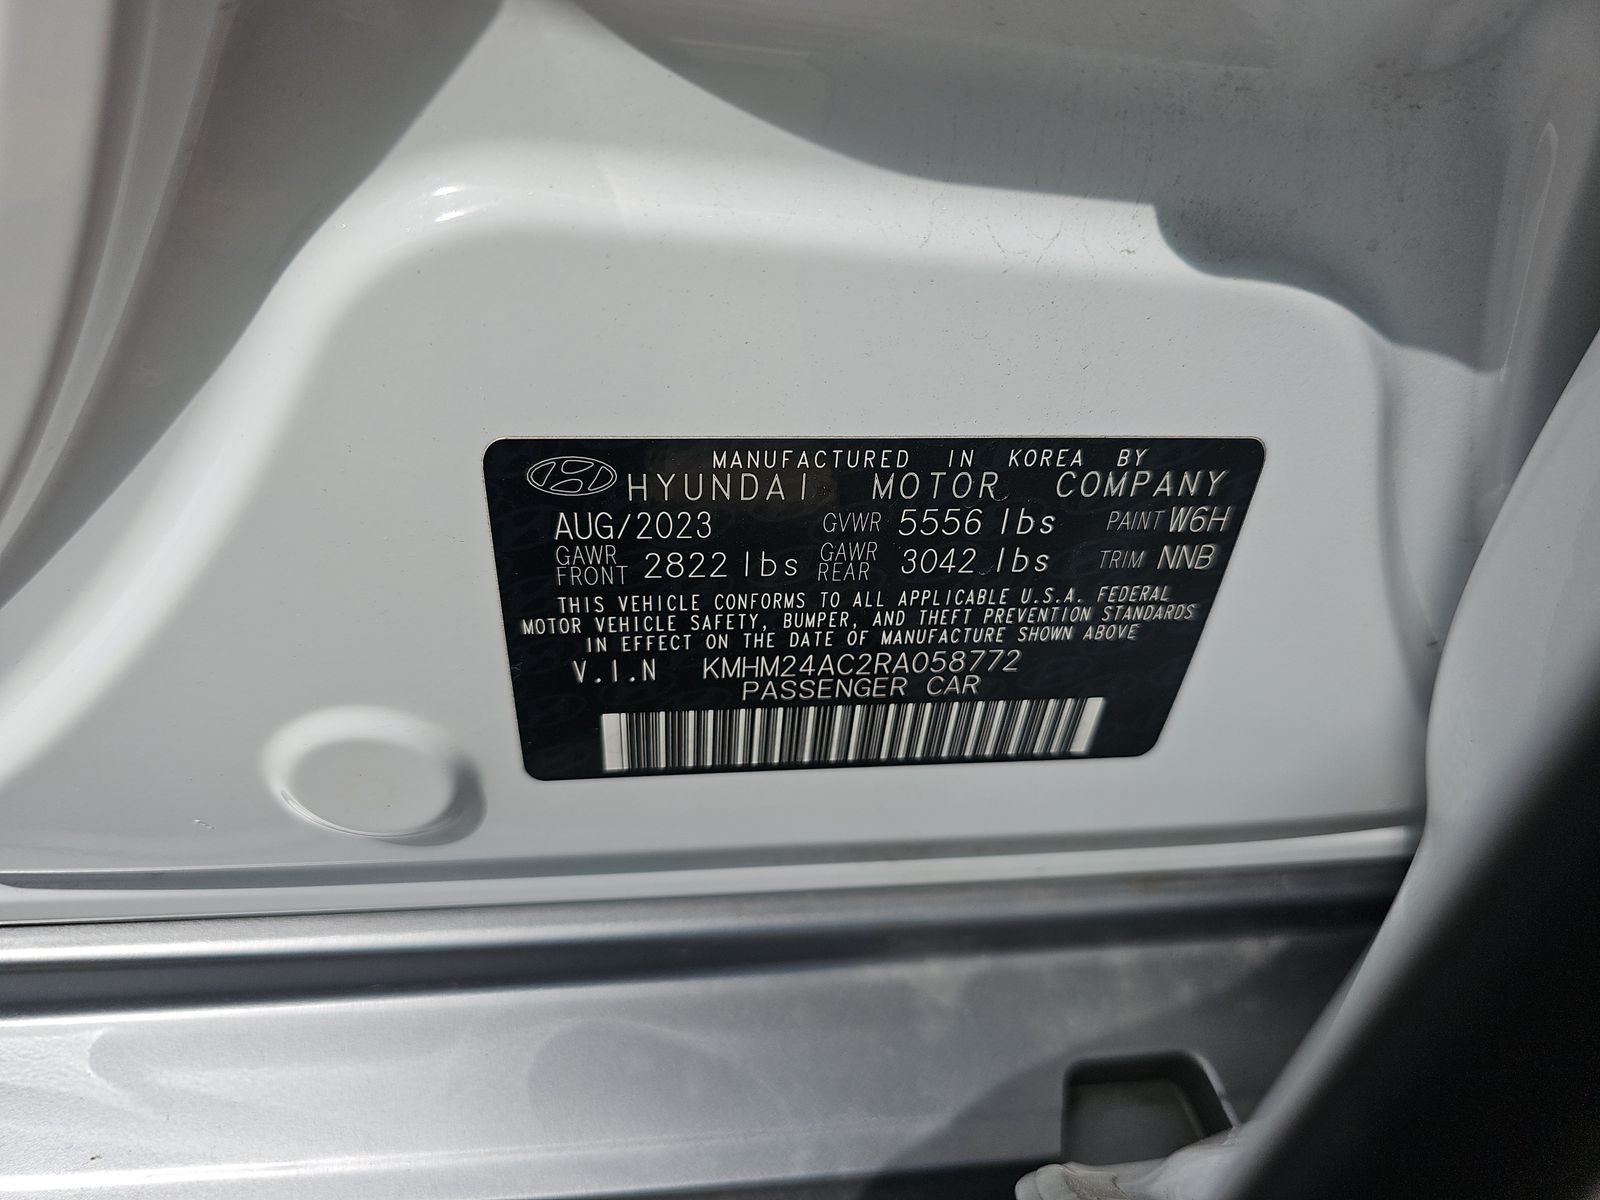 MANUFACTURED IN KOREA BY
HYUNDAI MOTOR COMPANY
AUG/2023 GVWR 5556 lbs PAINT W6H
GAWR FRONT 2822 lbs GAWR REAR 3042 lbs TRIM NNB
THIS VEHICLE CONFORMS TO ALL APPLICABLE U.S.A. FEDERAL
MOTOR VEHICLE SAFETY, BUMPER, AND THEFT PREVENTION STANDARDS
IN EFFECT ON THE DATE OF MANUFACTURE SHOWN ABOVE
V.I.N KMHM24AC2RA058772
PASSENGER CAR